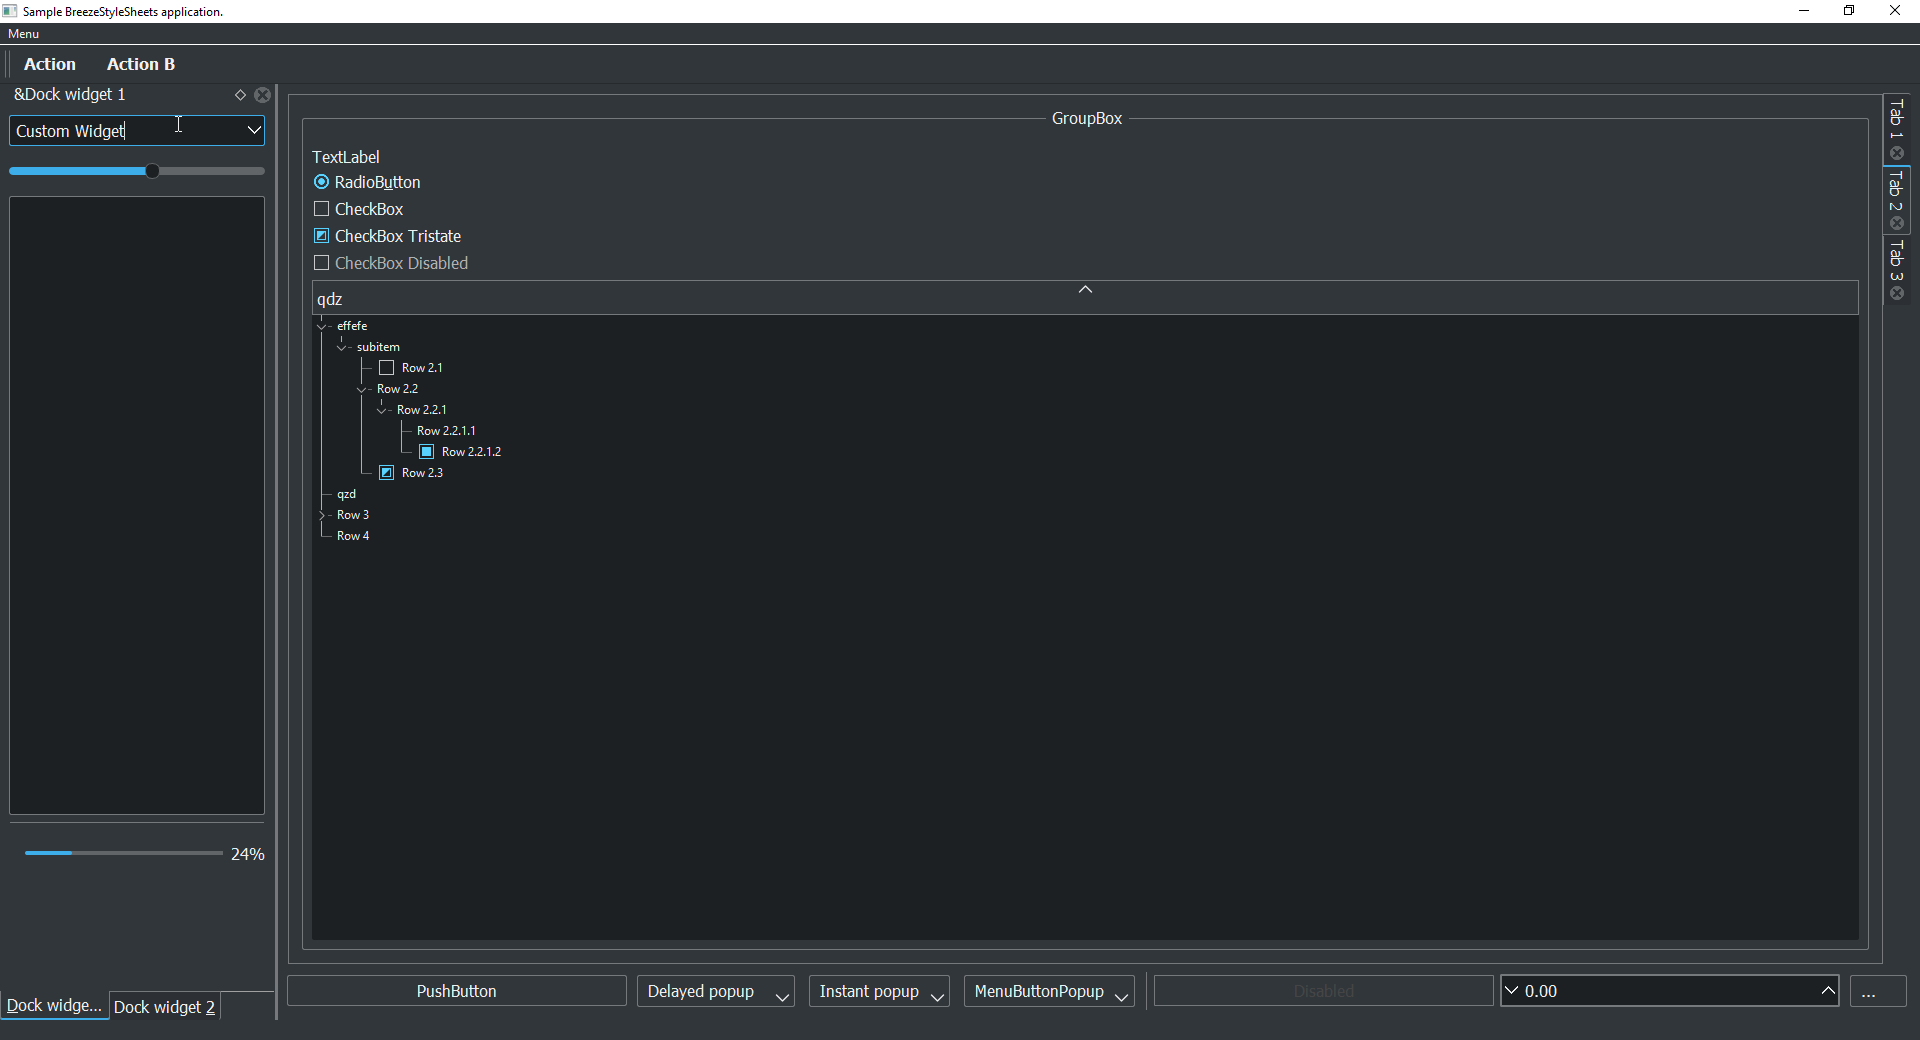 Sample BreezeStyleSheets application.
Menu
Action Action B
&Dock widget 1
Custom Widget
24%
Dock widge... Dock widget 2
GroupBox
TextLabel
RadioButton
CheckBox
CheckBox Tristate
CheckBox Disabled
qdz
effefe
subitem
Row 2.1
Row 2.2
Row 2.2.1
Row 2.2.1.1
Row 2.2.1.2
Row 2.3
qzd
Row 3
Row 4
PushButton Delayed popup Instant popup MenuButtonPopup Disabled 0.00 ...
Tab 1
Tab 2
Tab 3